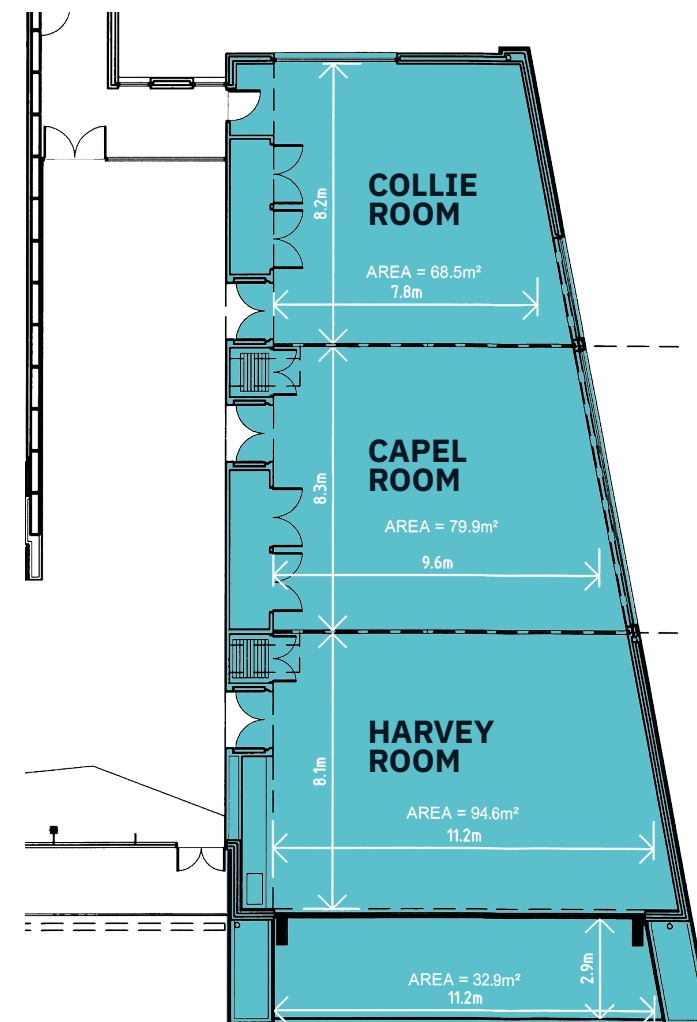 COLLIE
ROOM
8.2m
AREA = 68.5m²
7.8m
CAPEL
ROOM
8.3m
AREA = 79.9m²
9.6m
HARVEY
ROOM
8.1m
AREA = 94.6m²
11.2m
2.9m
AREA = 32.9m²
11.2m